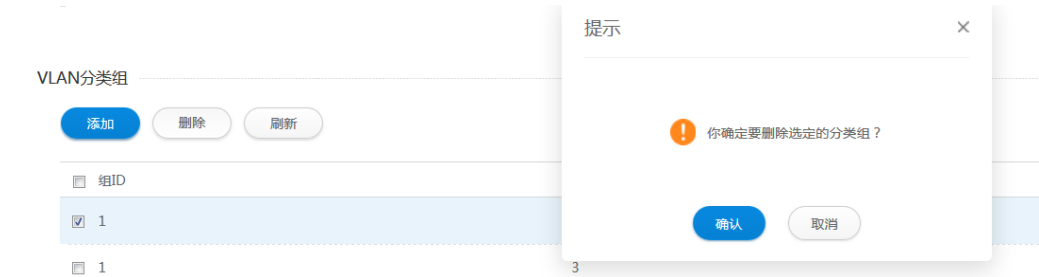 提示
VLAN分类组
添加 删除 刷新
你确定要删除选定的分类组？
组ID
确认 取消
1
1 3